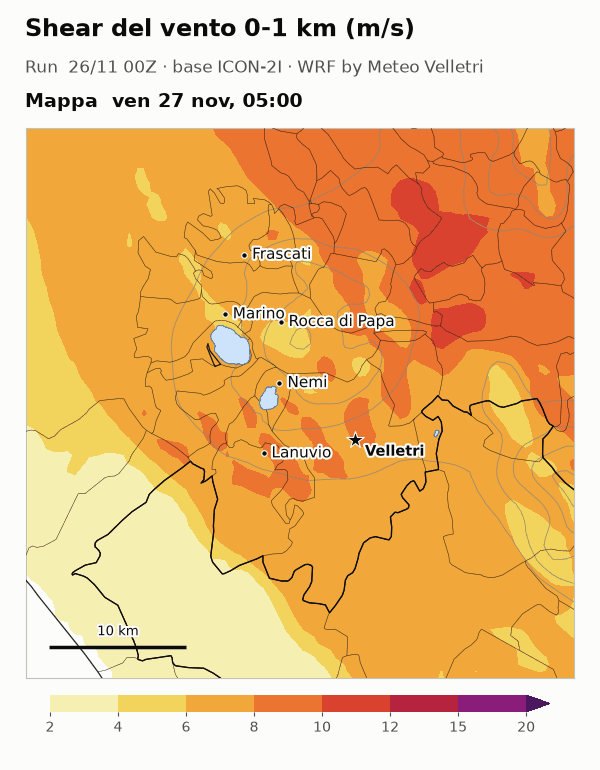 Shear del vento 0-1 km (m/s)
Run  26/11 00Z · base ICON-2I · WRF by Meteo Velletri
Mappa  ven 27 nov, 05:00
Frascati
Marino
Rocca di Papa
Nemi
Velletri
Lanuvio
10 km
2 4 6 8 10 12 15 20